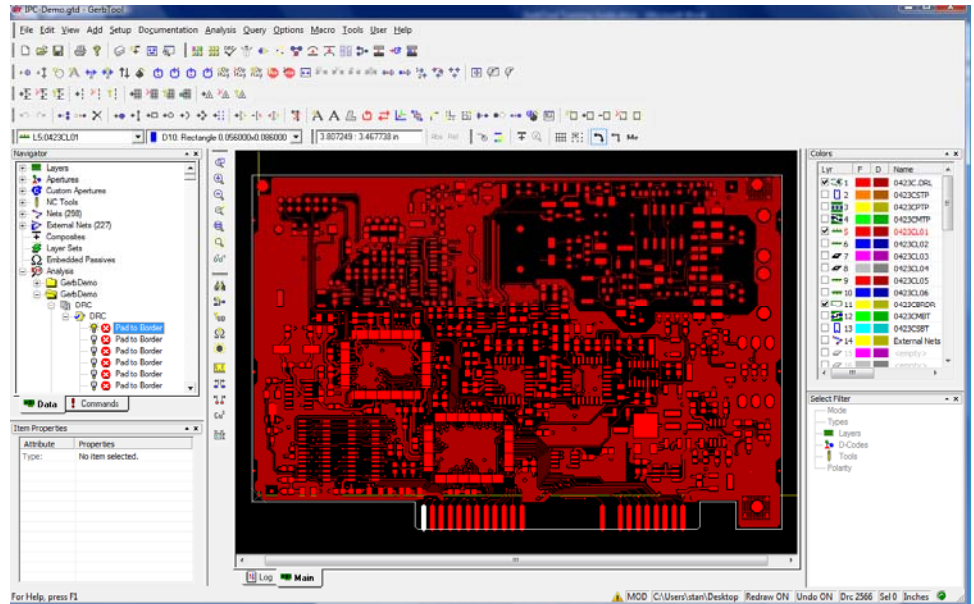 IPC-Demo.gtd - GerbTool
File Edit View Add Setup Documentation Analysis Query Options Macro Tools User Help
L5:0423CL01
D10: Rectangle 0.056000x0.086000
3.807249 : 3.467738 in
Abs Rel
Navigator
Layers
Apertures
Custom Apertures
NC Tools
Nets (298)
External Nets (227)
Composites
Layer Sets
Embedded Passives
Analysis
GerbDemo
GerbDemo
DRC
DRC
Pad to Border
Pad to Border
Pad to Border
Pad to Border
Pad to Border
Pad to Border
Data
Commands
Item Properties
Attribute Properties
Type: No item selected.
Log
Main
Colors
Lyr F D Name
1 0423C.DRL
2 0423CSTP
3 0423CPTP
4 0423CMTP
5 0423CL01
6 0423CL02
7 0423CL03
8 0423CL04
9 0423CL05
10 0423CL06
11 0423CBRDR
12 0423CMBT
13 0423CSBT
14 External Nets
15 <empty>
Select Filter
Mode
Types
Layers
D-Codes
Tools
Polarity
For Help, press F1
MOD C:\Users\stan\Desktop Redraw ON Undo ON Drc 2566 Sel 0 Inches